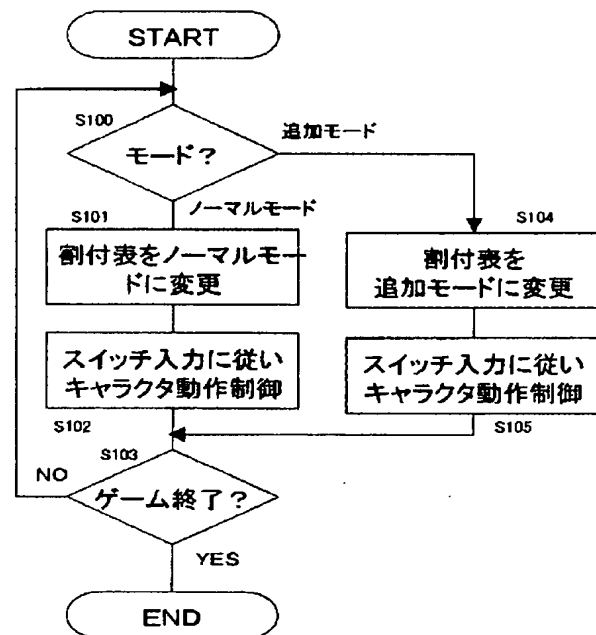 START
S100
モード？
追加モード
ノーマルモード
S101
割付表をノーマルモー
ドに変更
S104
割付表を
追加モードに変更
スイッチ入力に従い
キャラクタ動作制御
S102
スイッチ入力に従い
キャラクタ動作制御
S105
S103
NO
ゲーム終了？
YES
END